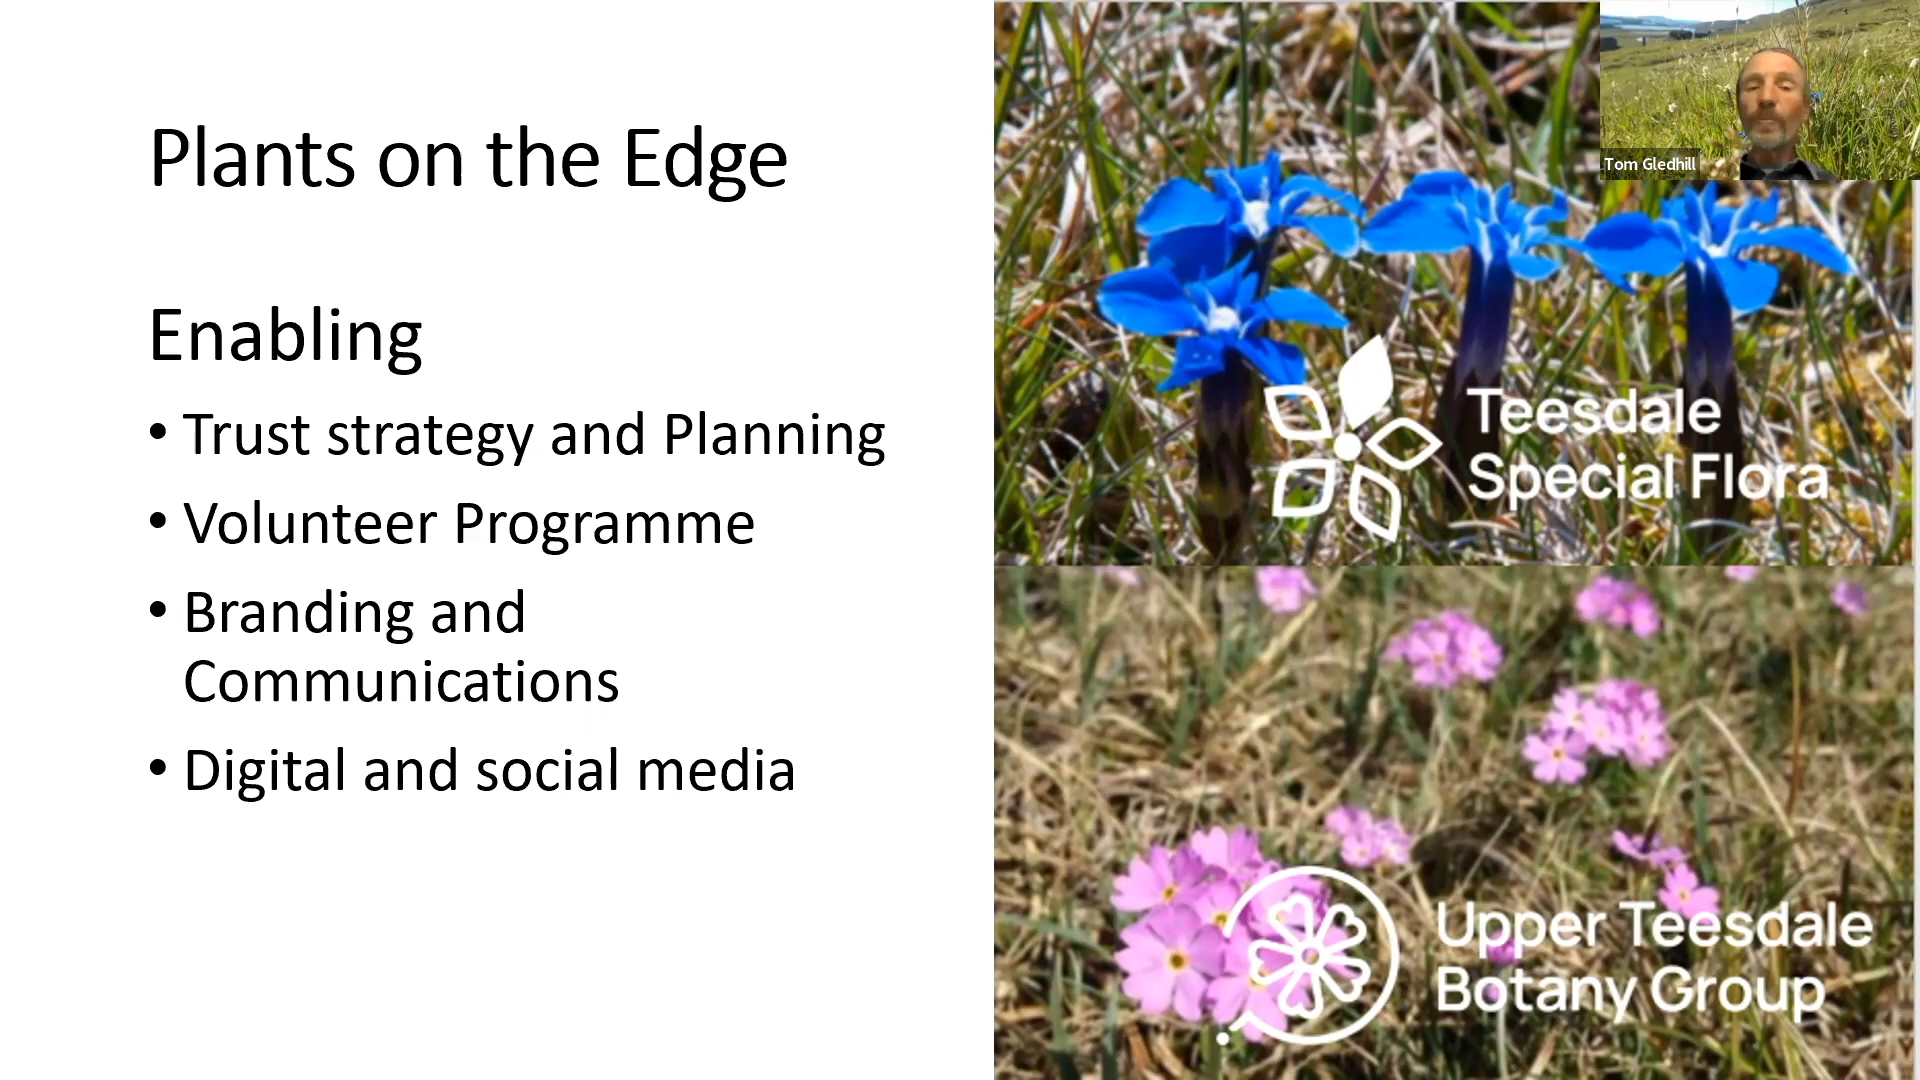 Plants on the Edge
Enabling
• Trust strategy and Planning
• Volunteer Programme
• Branding and
Communications
• Digital and social media
Tom Gledhill
Teesdale
Special Flora
Upper Teesdale
Botany Group